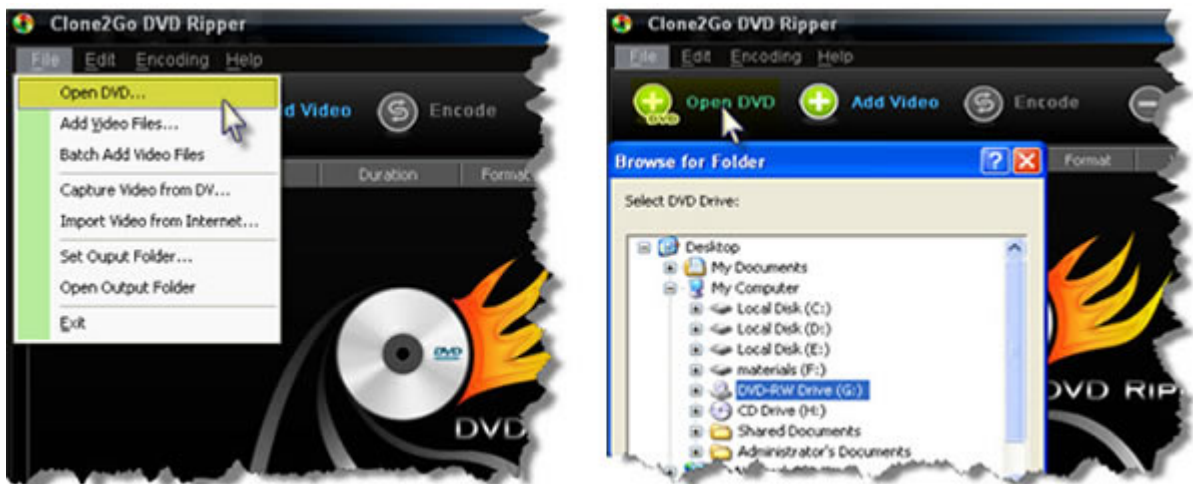 Clone2Go DVD Ripper
File Edit Encoding Help
Open DVD...
Add Video Files...
Batch Add Video Files
Capture Video from DV...
Import Video from Internet...
Set Ouput Folder...
Open Output Folder
Exit
d Video Encode
Duration Format
DVD
DVD
Clone2Go DVD Ripper
File Edit Encoding Help
DVD Open DVD Add Video Encode
Browse for Folder
Format
Select DVD Drive:
Desktop
My Documents
My Computer
Local Disk (C:)
Local Disk (D:)
Local Disk (E:)
materials (F:)
DVD-RW Drive (G:)
CD Drive (H:)
Shared Documents
Administrator's Documents
DVD RIP